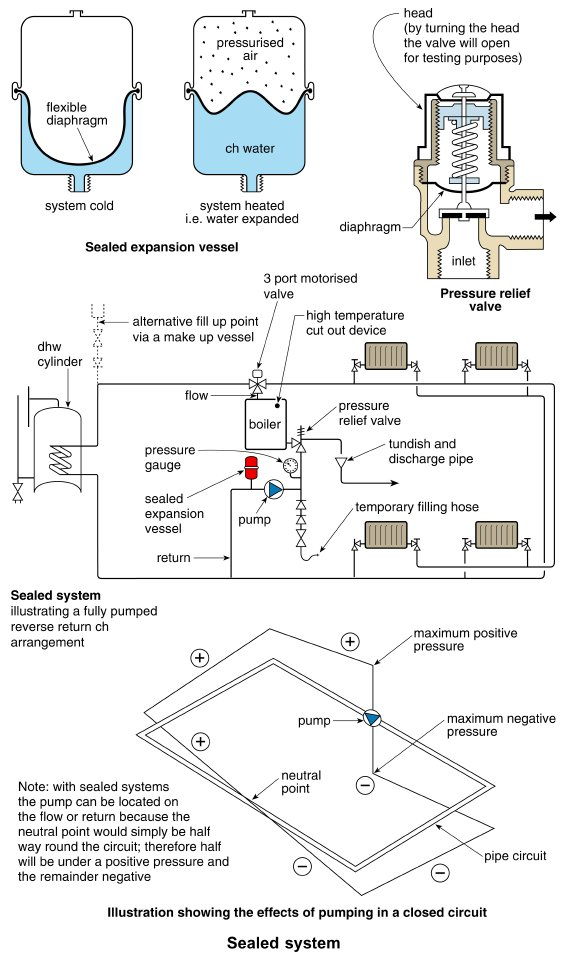 head
(by turning the head
the valve will open
for testing purposes)
pressurised
air
flexible
diaphragm
ch water
system cold
system heated
i.e. water expanded
Sealed expansion vessel
diaphragm
inlet
Pressure relief
valve
3 port motorised
valve
alternative fill up point
via a make up vessel
high temperature
cut out device
dhw
cylinder
flow
boiler
pressure
relief valve
pressure
gauge
tundish and
discharge pipe
sealed
expansion
vessel
pump
temporary filling hose
return
Sealed system
illustrating a fully pumped
reverse return ch
arrangement
maximum positive
pressure
pump
maximum negative
pressure
neutral
point
Note: with sealed systems
the pump can be located on
the flow or return because the
neutral point would simply be half
way round the circuit; therefore half
will be under a positive pressure and
the remainder negative
pipe circuit
Illustration showing the effects of pumping in a closed circuit
Sealed system